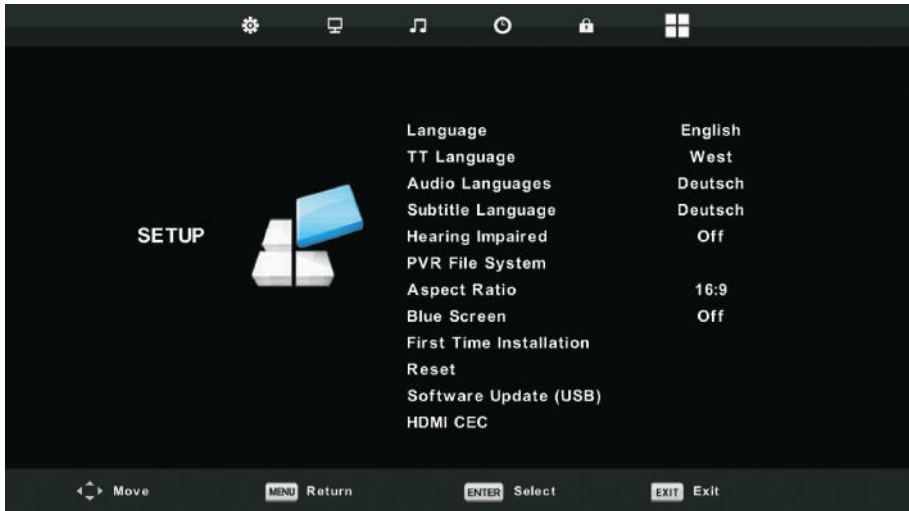 Language English
TT Language West
Audio Languages Deutsch
Subtitle Language Deutsch
SETUP
Hearing Impaired Off
PVR File System
Aspect Ratio 16:9
Blue Screen Off
First Time Installation
Reset
Software Update (USB)
HDMI CEC
Move MENU Return ENTER Select EXIT Exit